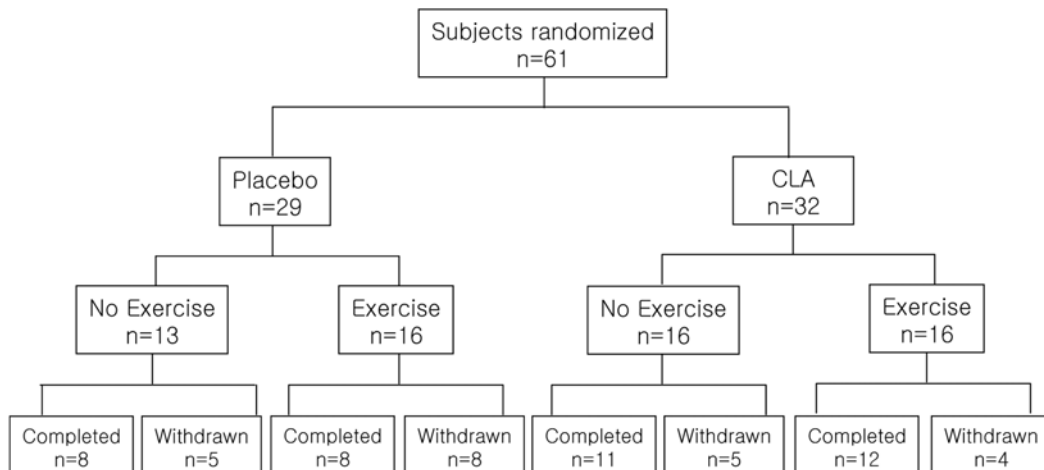 Subjects randomized
n=61
Placebo
n=29
CLA
n=32
No Exercise
n=13
Exercise
n=16
No Exercise
n=16
Exercise
n=16
Completed
n=8
Withdrawn
n=5
Completed
n=8
Withdrawn
n=8
Completed
n=11
Withdrawn
n=5
Completed
n=12
Withdrawn
n=4